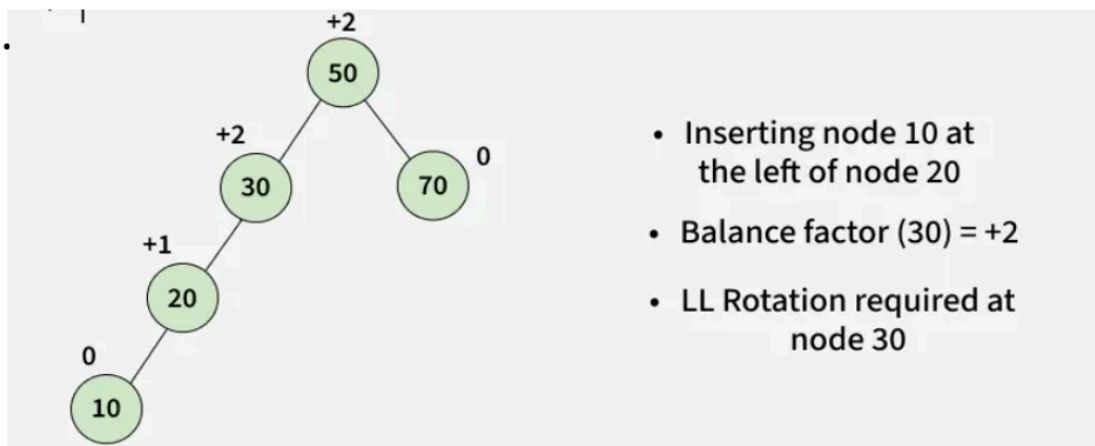 +2
50
+2
30
0
70
+1
20
0
10
• Inserting node 10 at
the left of node 20
• Balance factor (30) = +2
• LL Rotation required at
node 30